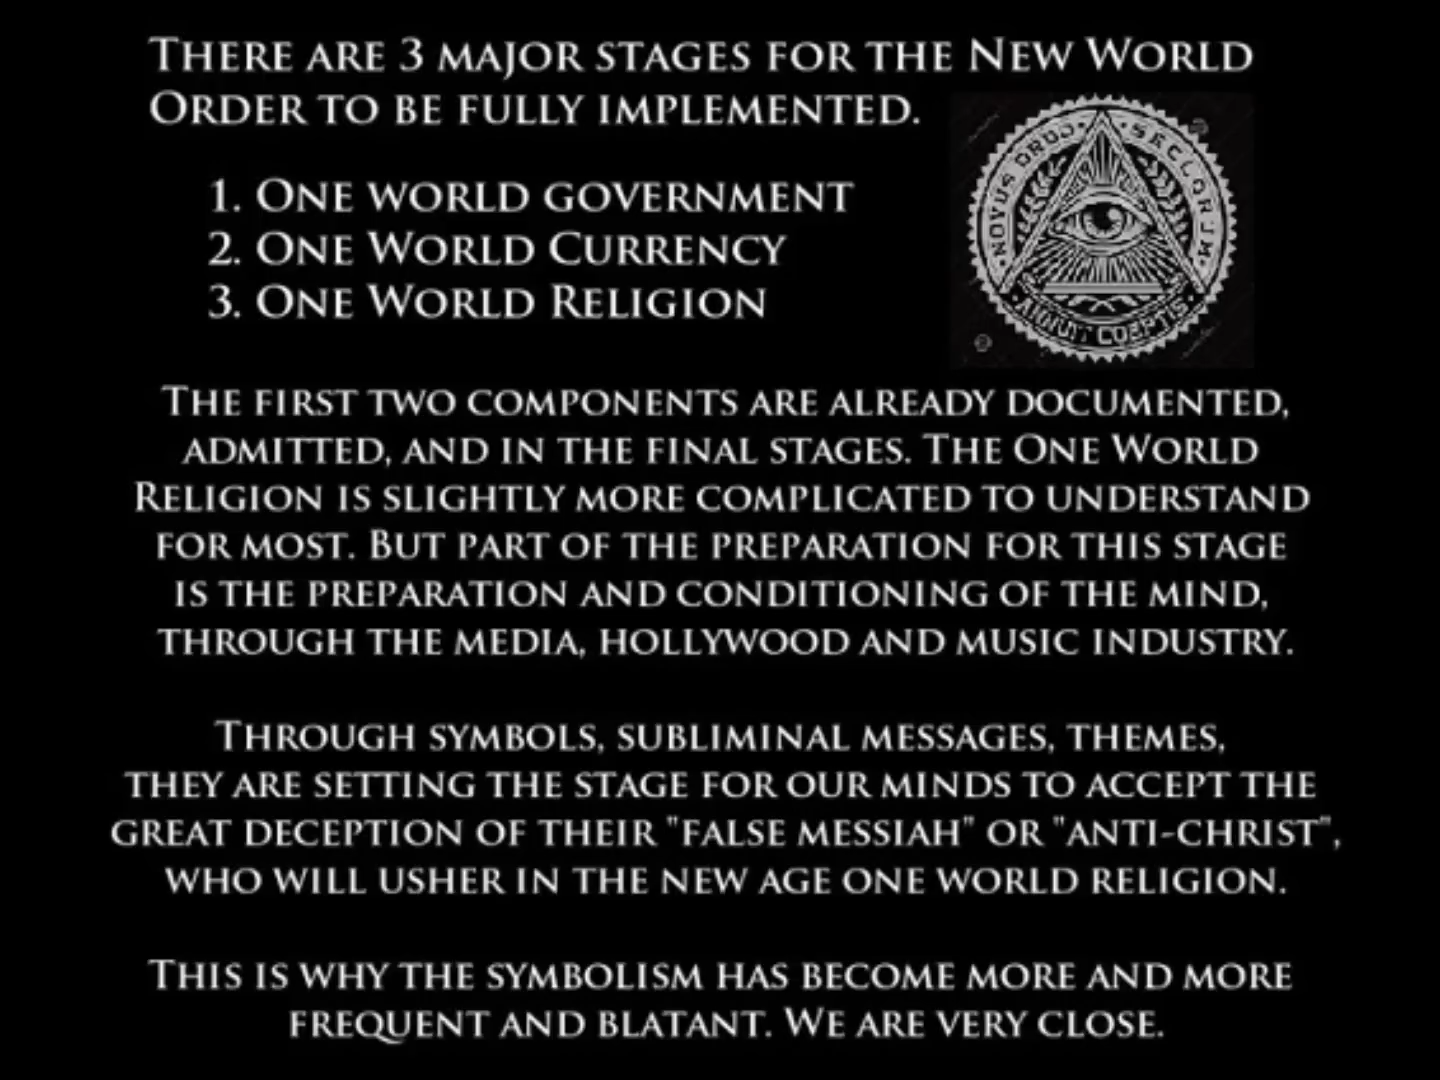 THERE ARE 3 MAJOR STAGES FOR THE NEW WORLD
ORDER TO BE FULLY IMPLEMENTED.
NOVUS ORDO SECLORUM
ANNUIT COEPTIS
1. ONE WORLD GOVERNMENT
2. ONE WORLD CURRENCY
3. ONE WORLD RELIGION
THE FIRST TWO COMPONENTS ARE ALREADY DOCUMENTED,
ADMITTED, AND IN THE FINAL STAGES. THE ONE WORLD
RELIGION IS SLIGHTLY MORE COMPLICATED TO UNDERSTAND
FOR MOST. BUT PART OF THE PREPARATION FOR THIS STAGE
IS THE PREPARATION AND CONDITIONING OF THE MIND,
THROUGH THE MEDIA, HOLLYWOOD AND MUSIC INDUSTRY.
THROUGH SYMBOLS, SUBLIMINAL MESSAGES, THEMES,
THEY ARE SETTING THE STAGE FOR OUR MINDS TO ACCEPT THE
GREAT DECEPTION OF THEIR "FALSE MESSIAH" OR "ANTI-CHRIST",
WHO WILL USHER IN THE NEW AGE ONE WORLD RELIGION.
THIS IS WHY THE SYMBOLISM HAS BECOME MORE AND MORE
FREQUENT AND BLATANT. WE ARE VERY CLOSE.